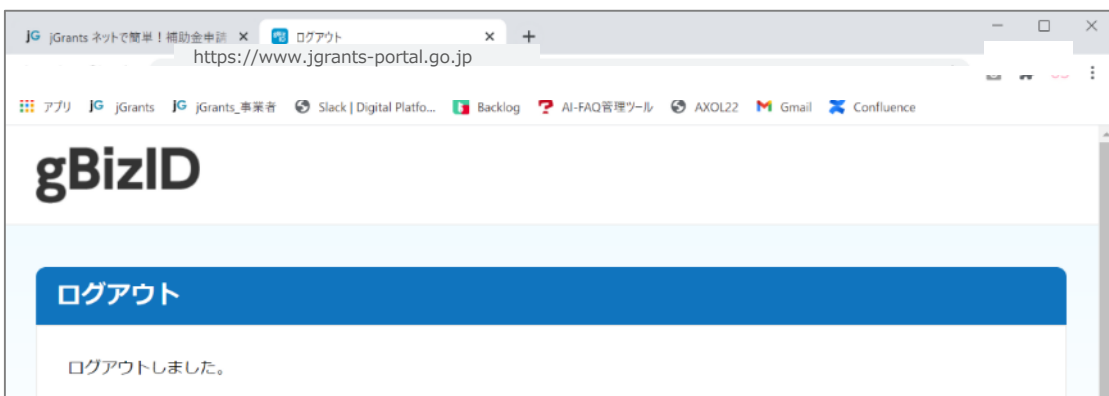 jGrants ネットで簡単!補助金申請
ログアウト
https://www.jgrants-portal.go.jp
アプリ jGrants jGrants_事業者 Slack | Digital Platfo... Backlog AI-FAQ管理ツール AXOL22 Gmail Confluence
gBizID
ログアウト
ログアウトしました。